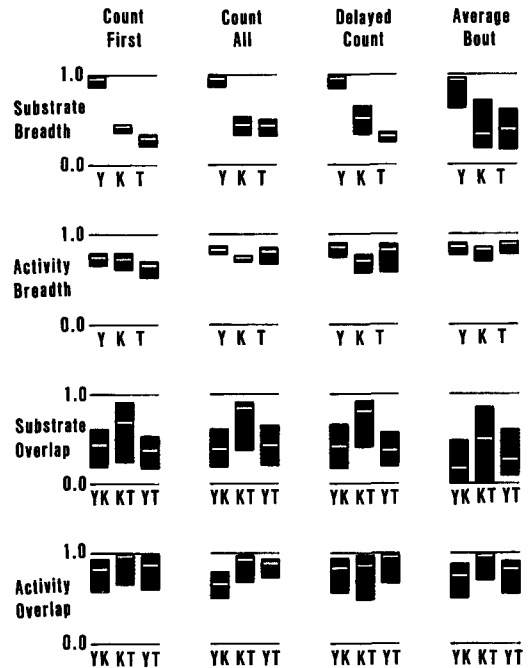 Count Count Delayed Average
First All Count Bout
1.0
Substrate
Breadth
0.0
Y K T Y K T Y K T Y K T
1.0
Activity
Breadth
0.0
Y K T Y K T Y K T Y K T
1.0
Substrate
Overlap
0.0
YK KT YT YK KT YT YK KT YT YK KT YT
1.0
Activity
Overlap
0.0
YK KT YT YK KT YT YK KT YT YK KT YT